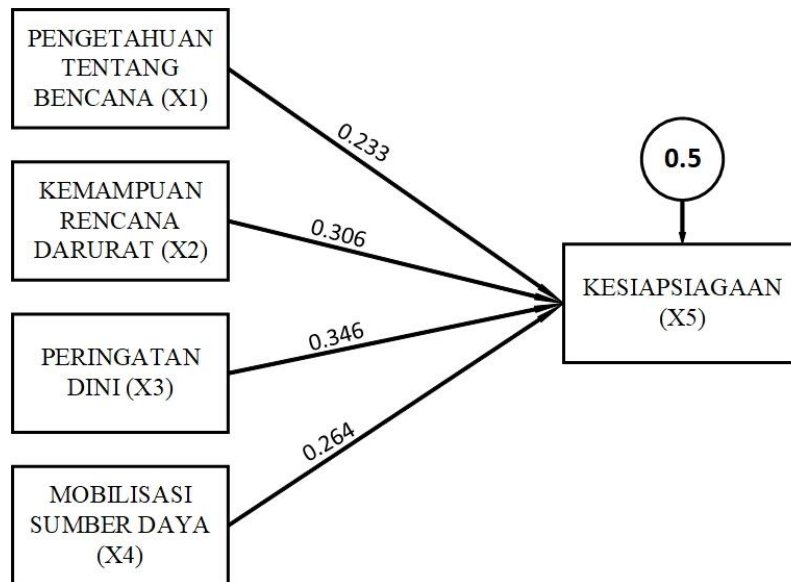 PENGETAHUAN
TENTANG
BENCANA (X1)
0.233
KEMAMPUAN
RENCANA
DARURAT (X2)
0.306
PERINGATAN
DINI (X3)
0.346
MOBILISASI
SUMBER DAYA
(X4)
0.264
0.5
KESIAPSIAGAAN
(X5)